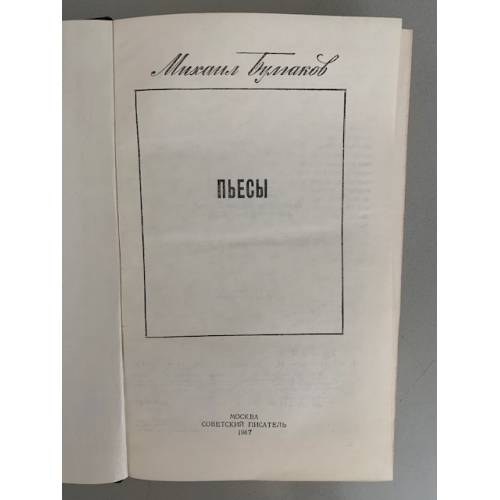 Михаил Булгаков
ПЬЕСЫ
МОСКВА
СОВЕТСКИЙ ПИСАТЕЛЬ
1987